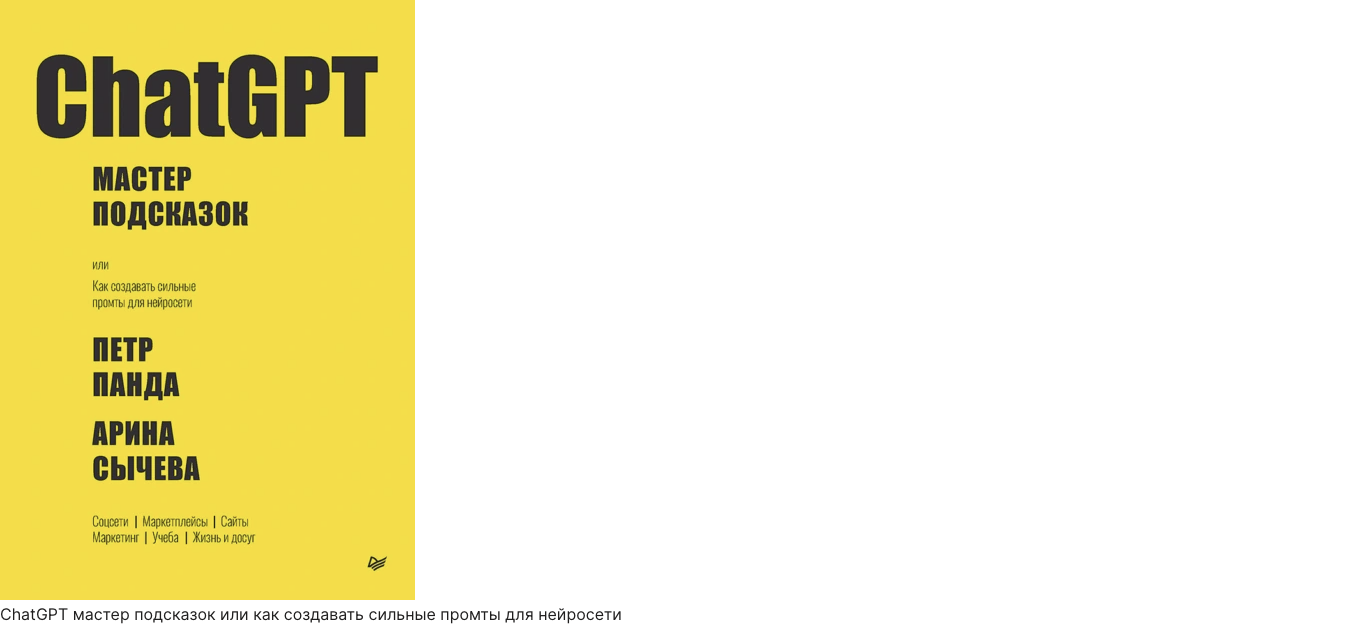 ChatGPT
МАСТЕР
ПОДСКАЗОК
или
Как создавать сильные
промты для нейросети
ПЕТР
ПАНДА
АРИНА
СЫЧЕВА
Соцсети | Маркетплейсы | Сайты
Маркетинг | Учеба | Жизнь и досуг
ChatGPT мастер подсказок или как создавать сильные промты для нейросети